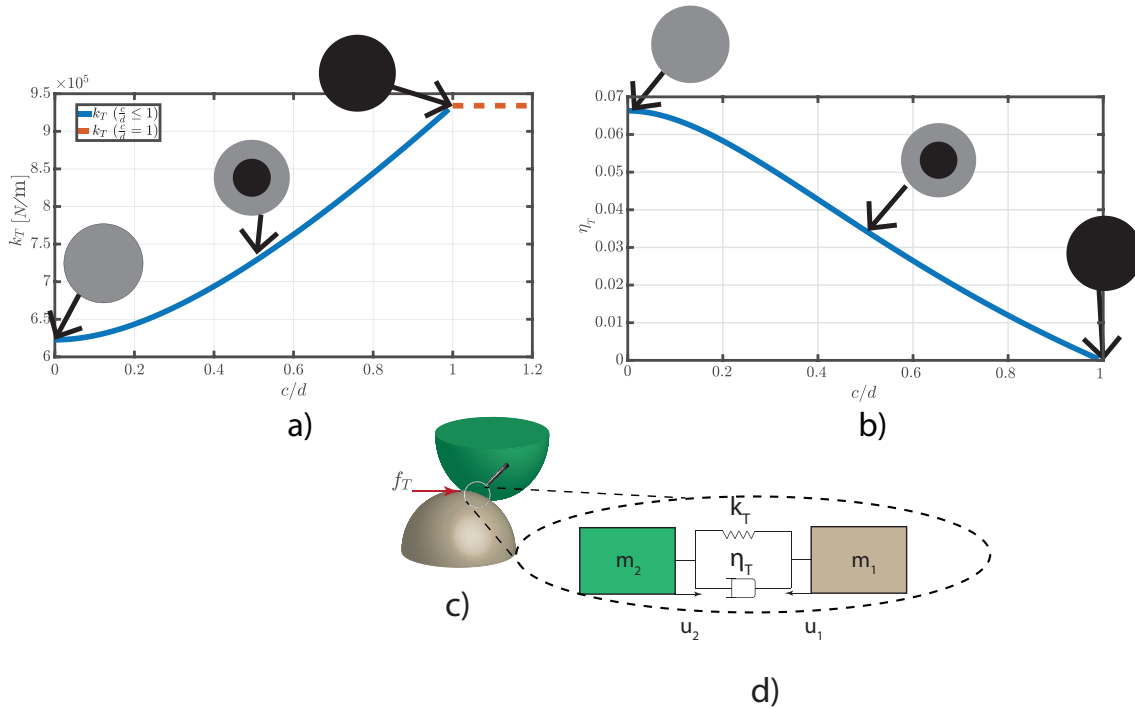 ×10⁵
9.5
9
8.5
8
7.5
7
6.5
6
k_T [N/m]
k_T (c/d ≤ 1)
k_T (c/d = 1)
0 0.2 0.4 0.6 0.8 1 1.2
c/d
a)
0.07
0.06
0.05
0.04
0.03
0.02
0.01
0
η_T
0 0.2 0.4 0.6 0.8 1
c/d
b)
f_T
c)
k_T
η_T
m_2
m_1
u_2
u_1
d)